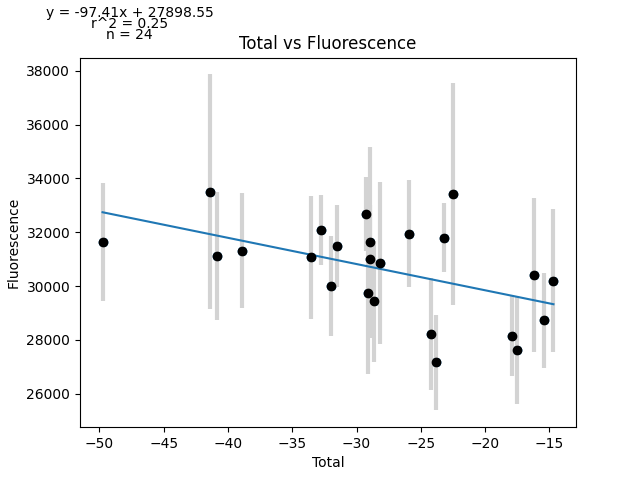 y = -97.41x + 27898.55
r^2 = 0.25
n = 24
Total vs Fluorescence
38000
36000
34000
32000
30000
28000
26000
Fluorescence
−50
−45
−40
−35
−30
−25
−20
−15
Total